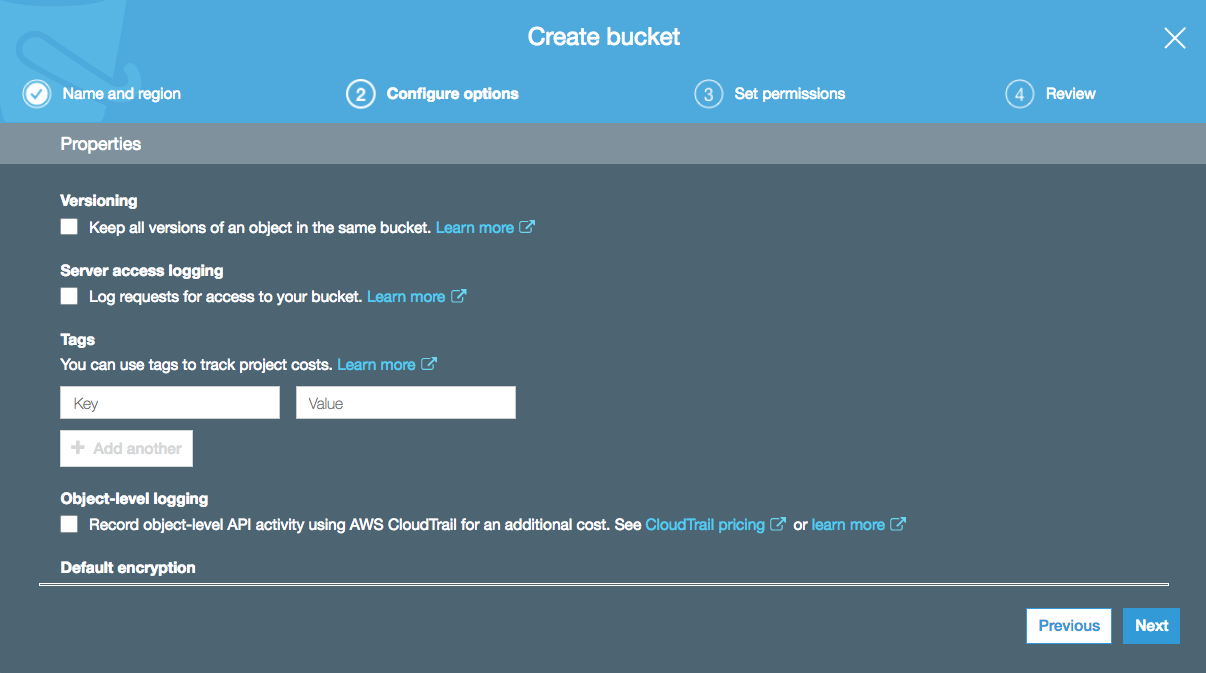 Create bucket
Name and region
2 Configure options
3 Set permissions
4 Review
Properties
Versioning
Keep all versions of an object in the same bucket. Learn more
Server access logging
Log requests for access to your bucket. Learn more
Tags
You can use tags to track project costs. Learn more
Key
Value
+ Add another
Object-level logging
Record object-level API activity using AWS CloudTrail for an additional cost. See CloudTrail pricing or learn more
Default encryption
Previous
Next